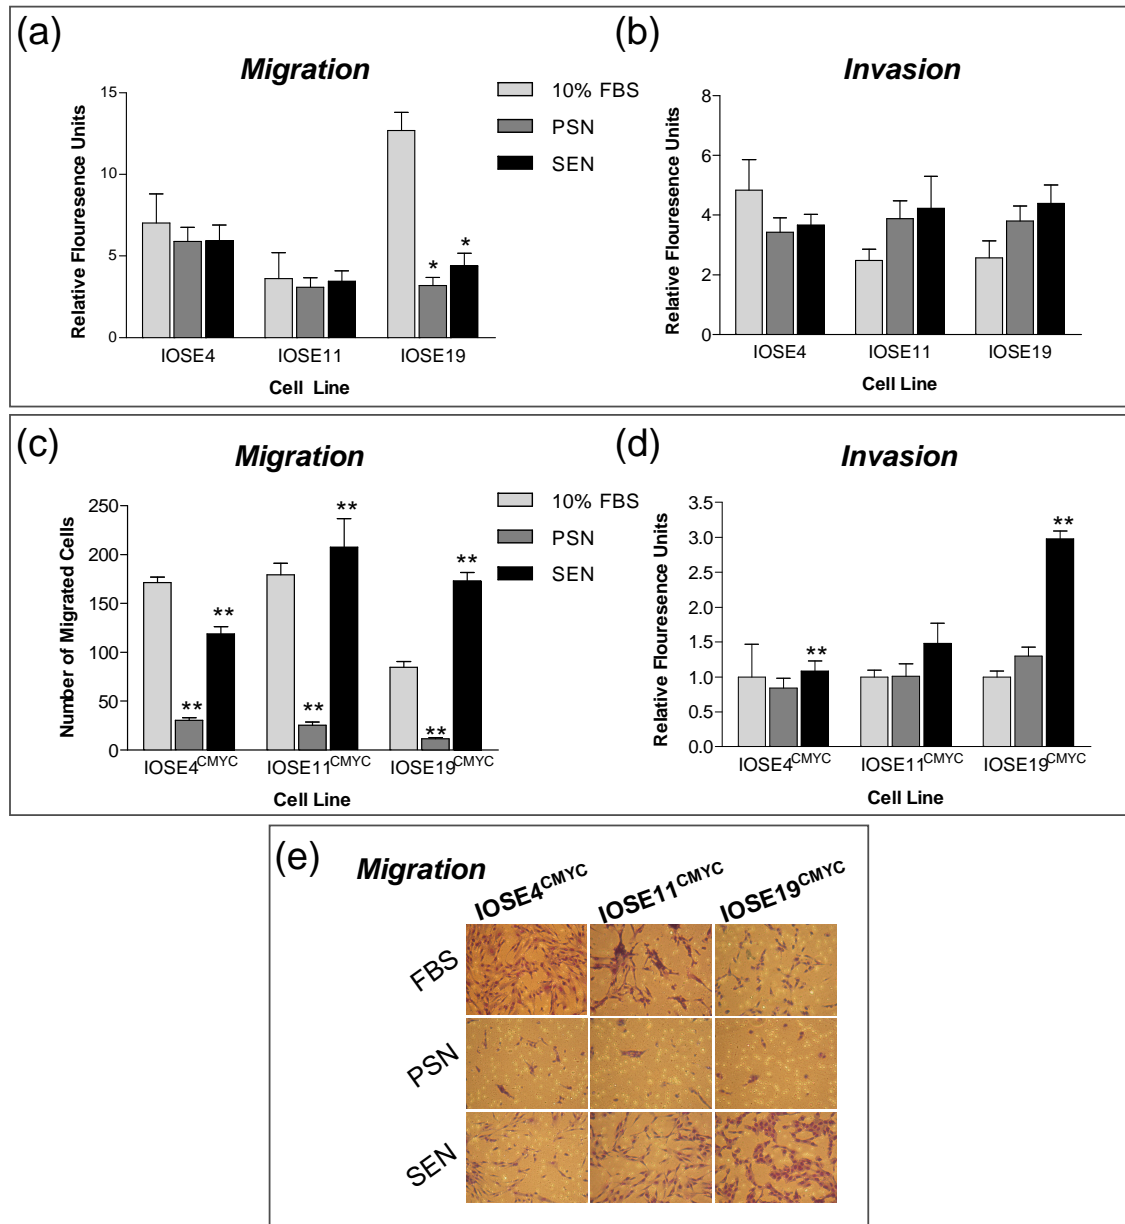 (a)
Migration
Relative Flouresence Units
15
10
5
0
* *
IOSE4 IOSE11 IOSE19
Cell Line
10% FBS
PSN
SEN
(b)
Invasion
Relative Flouresence Units
8
6
4
2
0
IOSE4 IOSE11 IOSE19
Cell Line
(c)
Migration
Number of Migrated Cells
250
200
150
100
50
0
** ** ** ** ** **
IOSE4CMYC IOSE11CMYC IOSE19CMYC
Cell Line
10% FBS
PSN
SEN
(d)
Invasion
Relative Flouresence Units
3.5
3.0
2.5
2.0
1.5
1.0
0.5
0.0
** **
IOSE4CMYC IOSE11CMYC IOSE19CMYC
Cell Line
(e)
Migration
IOSE4CMYC IOSE11CMYC IOSE19CMYC
FBS
PSN
SEN